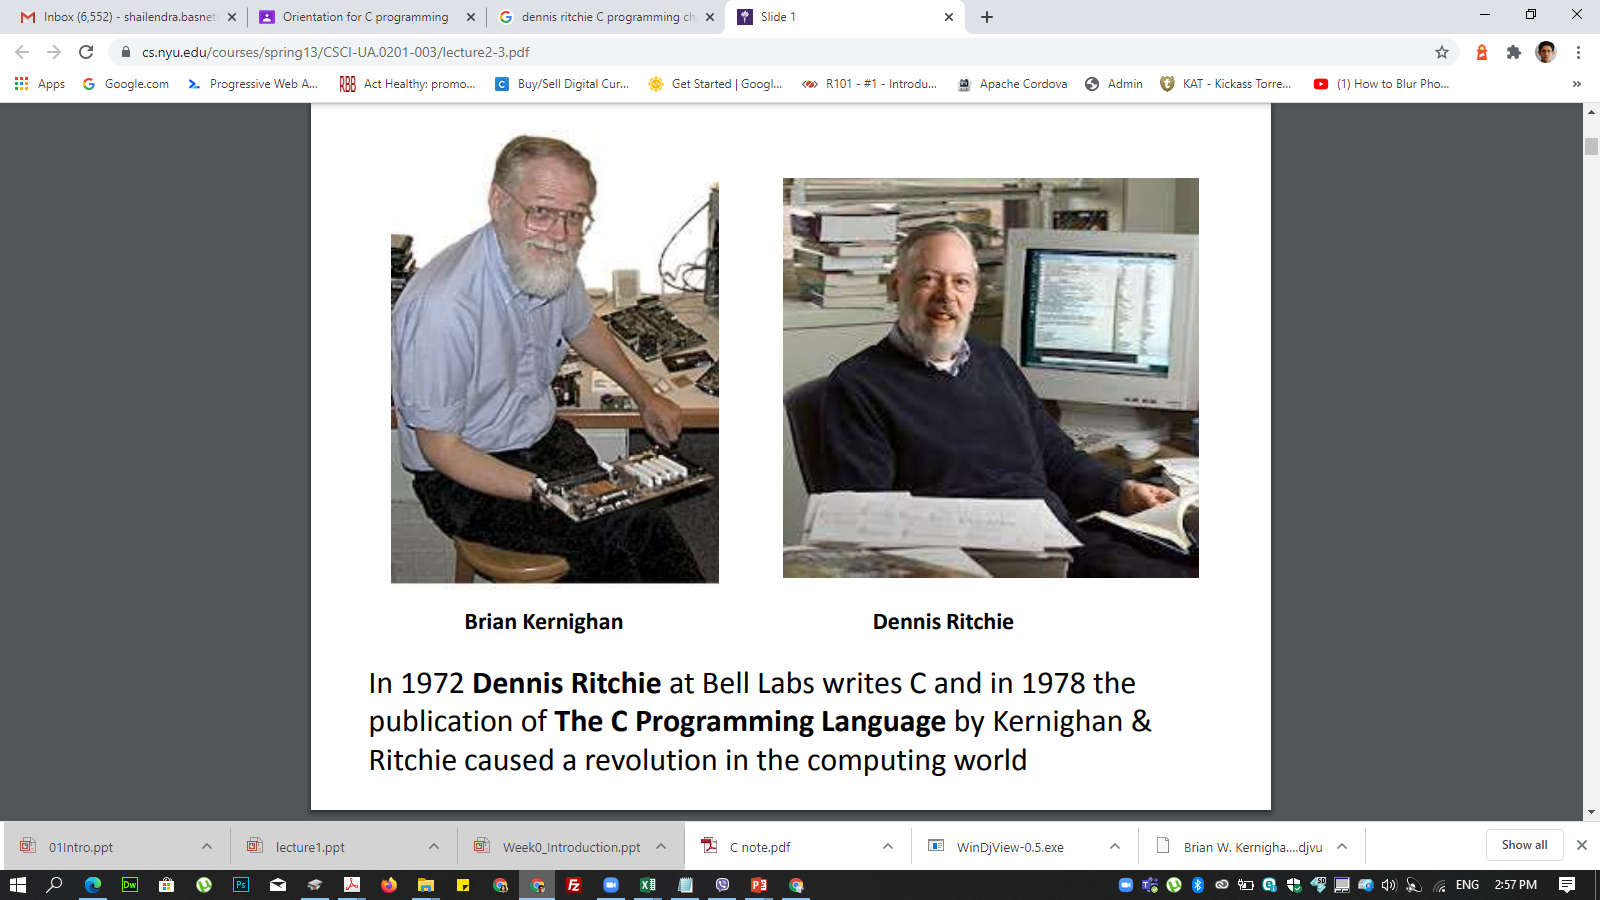 Inbox (6,552) - shailendra.basnet
Orientation for C programming
dennis ritchie C programming ch
Slide 1
cs.nyu.edu/courses/spring13/CSCI-UA.0201-003/lecture2-3.pdf
Apps
Google.com
Progressive Web A...
Act Healthy: promo...
Buy/Sell Digital Cur...
Get Started | Googl...
R101 - #1 - Introdu...
Apache Cordova
Admin
KAT - Kickass Torre...
(1) How to Blur Pho...
»
Brian Kernighan
Dennis Ritchie
In 1972 Dennis Ritchie at Bell Labs writes C and in 1978 the
publication of The C Programming Language by Kernighan &
Ritchie caused a revolution in the computing world
01Intro.ppt
lecture1.ppt
Week0_Introduction.ppt
C note.pdf
WinDjView-0.5.exe
Brian W. Kernigha....djvu
Show all
Dw
Ps
ENG
2:57 PM